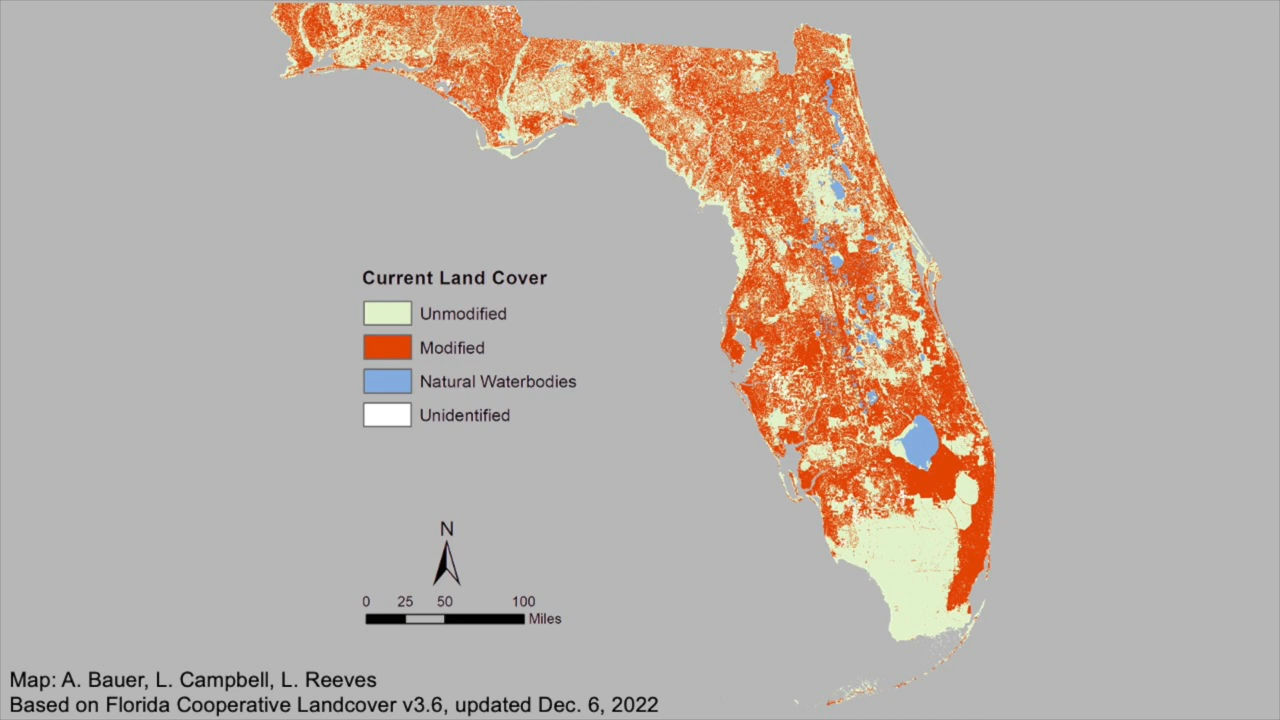 Current Land Cover
Unmodified
Modified
Natural Waterbodies
Unidentified
N
0 25 50 100
Miles
Map: A. Bauer, L. Campbell, L. Reeves
Based on Florida Cooperative Landcover v3.6, updated Dec. 6, 2022